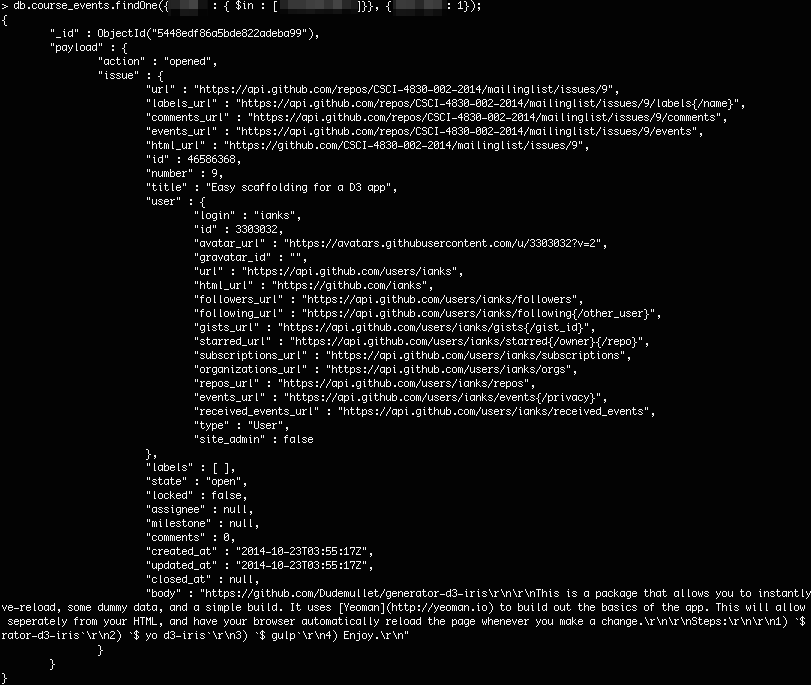 > db.course_events.findOne({ : { $in : [ ]}}, { : 1});
{
"_id" : ObjectId("5448edf86a5bde822adeba99"),
"payload" : {
"action" : "opened",
"issue" : {
"url" : "https://api.github.com/repos/CSCI-4830-002-2014/mailinglist/issues/9",
"labels_url" : "https://api.github.com/repos/CSCI-4830-002-2014/mailinglist/issues/9/labels{/name}",
"comments_url" : "https://api.github.com/repos/CSCI-4830-002-2014/mailinglist/issues/9/comments",
"events_url" : "https://api.github.com/repos/CSCI-4830-002-2014/mailinglist/issues/9/events",
"html_url" : "https://github.com/CSCI-4830-002-2014/mailinglist/issues/9",
"id" : 46586368,
"number" : 9,
"title" : "Easy scaffolding for a D3 app",
"user" : {
"login" : "ianks",
"id" : 3303032,
"avatar_url" : "https://avatars.githubusercontent.com/u/3303032?v=2",
"gravatar_id" : "",
"url" : "https://api.github.com/users/ianks",
"html_url" : "https://github.com/ianks",
"followers_url" : "https://api.github.com/users/ianks/followers",
"following_url" : "https://api.github.com/users/ianks/following{/other_user}",
"gists_url" : "https://api.github.com/users/ianks/gists{/gist_id}",
"starred_url" : "https://api.github.com/users/ianks/starred{/owner}{/repo}",
"subscriptions_url" : "https://api.github.com/users/ianks/subscriptions",
"organizations_url" : "https://api.github.com/users/ianks/orgs",
"repos_url" : "https://api.github.com/users/ianks/repos",
"events_url" : "https://api.github.com/users/ianks/events{/privacy}",
"received_events_url" : "https://api.github.com/users/ianks/received_events",
"type" : "User",
"site_admin" : false
},
"labels" : [ ],
"state" : "open",
"locked" : false,
"assignee" : null,
"milestone" : null,
"comments" : 0,
"created_at" : "2014-10-23T03:55:17Z",
"updated_at" : "2014-10-23T03:55:17Z",
"closed_at" : null,
"body" : "https://github.com/Dudemullet/generator-d3-iris\r\n\r\nThis is a package that allows you to instantly
ve-reload, some dummy data, and a simple build. It uses [Yeoman](http://yeoman.io) to build out the basics of the app. This will allow
seperately from your HTML, and have your browser automatically reload the page whenever you make a change.\r\n\r\nSteps:\r\n\r\n1) `$
rator-d3-iris`\r\n2) `$ yo d3-iris`\r\n3) `$ gulp`\r\n4) Enjoy.\r\n"
}
}
}